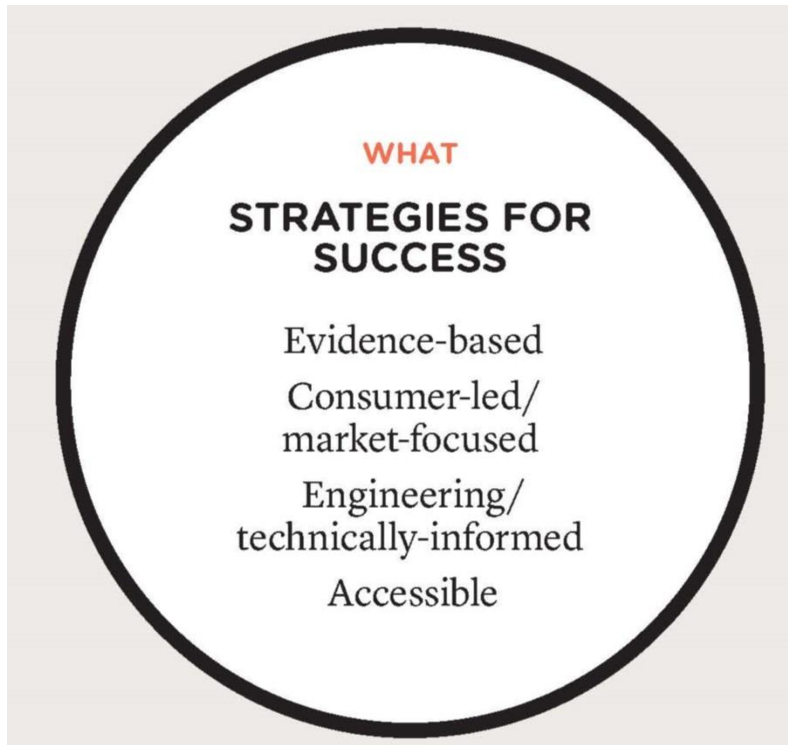 WHAT
STRATEGIES FOR
SUCCESS
Evidence-based
Consumer-led/
market-focused
Engineering/
technically-informed
Accessible